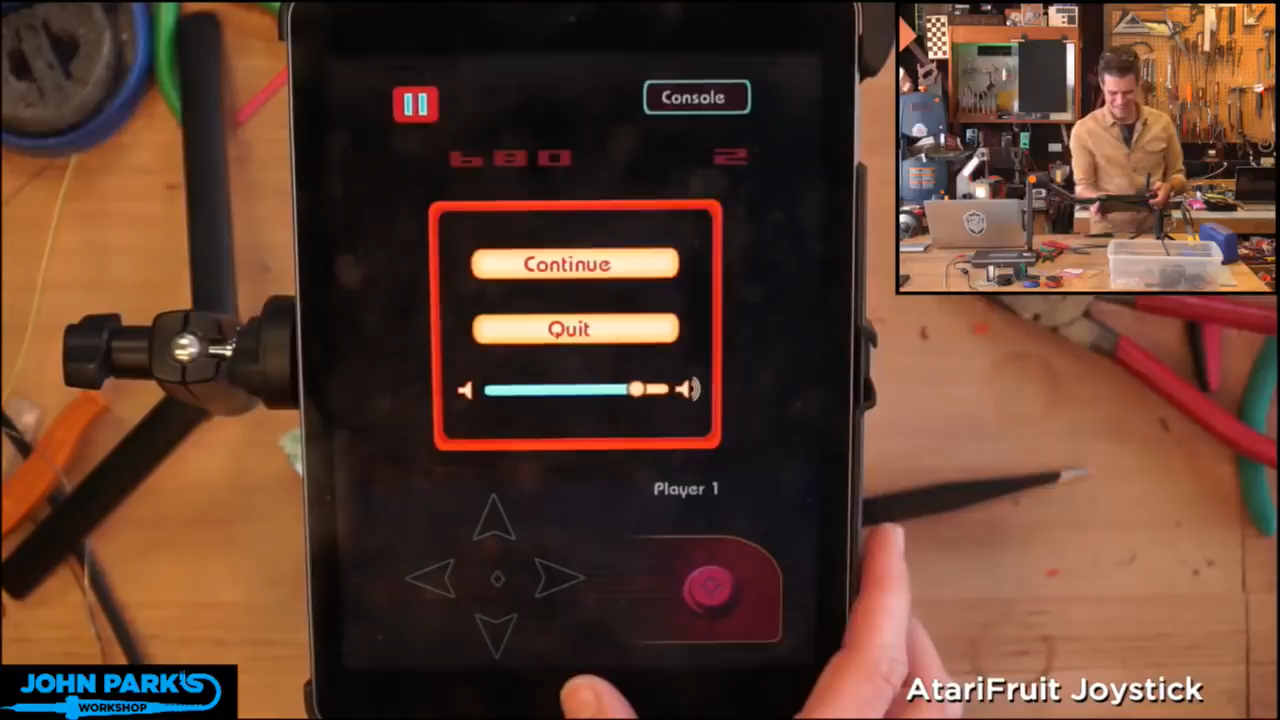 Console
680 2
Continue
Quit
Player 1
JOHN PARK'S
WORKSHOP
AtariFruit Joystick